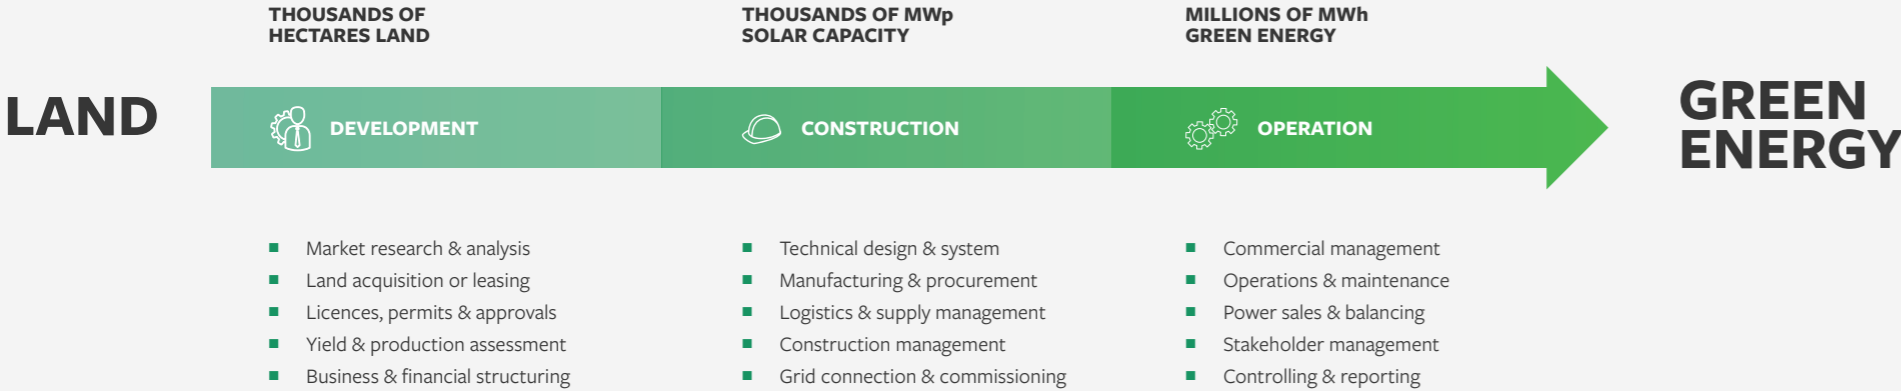 THOUSANDS OF
HECTARES LAND
THOUSANDS OF MWp
SOLAR CAPACITY
MILLIONS OF MWh
GREEN ENERGY
LAND
DEVELOPMENT
CONSTRUCTION
OPERATION
GREEN
ENERGY
Market research & analysis
Land acquisition or leasing
Licences, permits & approvals
Yield & production assessment
Business & financial structuring
Technical design & system
Manufacturing & procurement
Logistics & supply management
Construction management
Grid connection & commissioning
Commercial management
Operations & maintenance
Power sales & balancing
Stakeholder management
Controlling & reporting